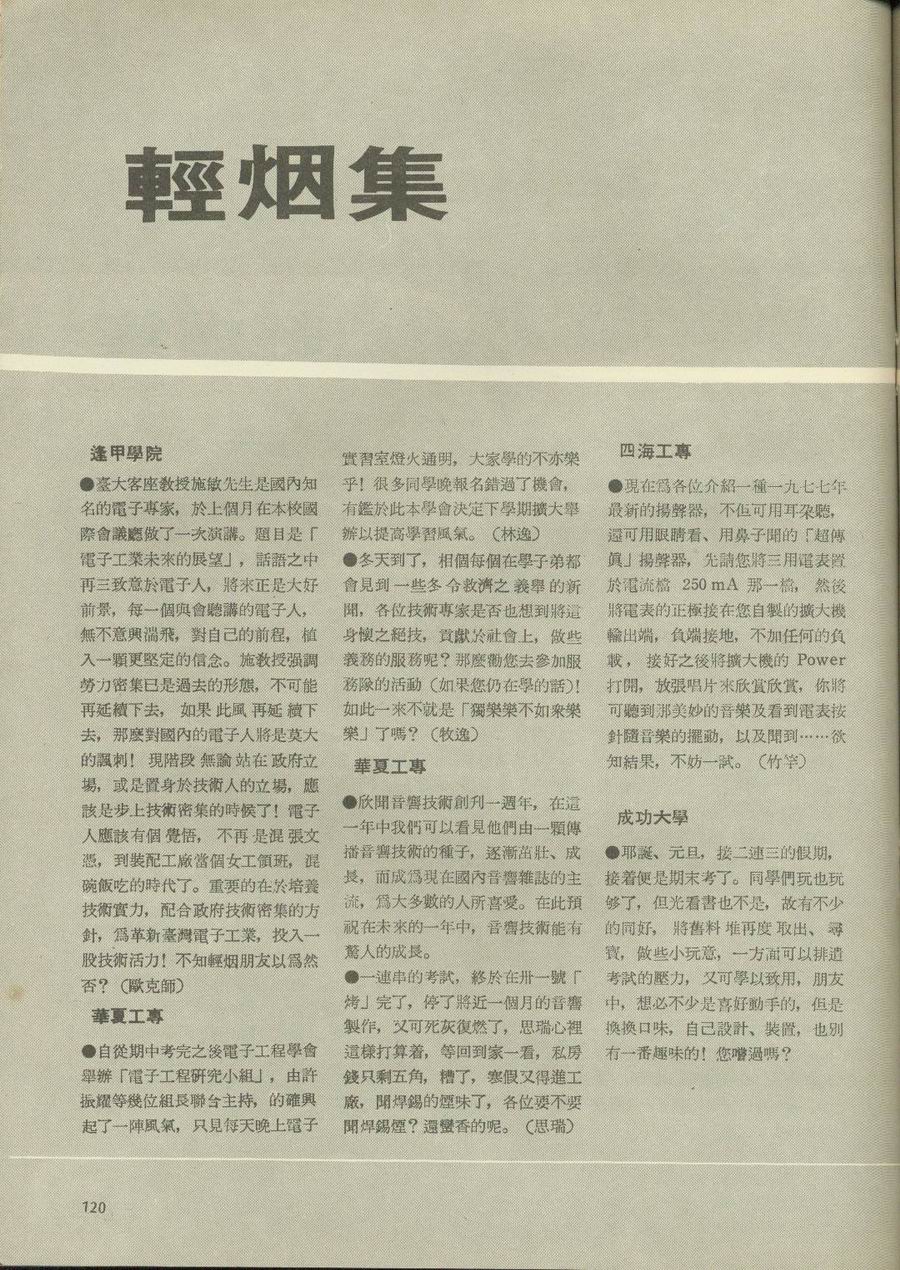 輕烟集
逢甲學院
●臺大客座敎授施敏先生是國內知
名的電子專家，於上個月在本校國
際會議廳做了一次演講。題目是「
電子工業未來的展望」，話語之中
再三致意於電子人，將來正是大好
前景，每一個與會聽講的電子人，
無不意興湍飛，對自己的前程，植
入一顆更堅定的信念。施敎授强調
勞力密集已是過去的形態，不可能
再延續下去，如果此風再延續下
去，那麽對國內的電子人將是莫大
的諷刺！現階段無論站在政府立
場，或是置身於技術人的立場，應
該是步上技術密集的時候了！電子
人應該有個覺悟，不再是混張文
憑，到裝配工廠當個女工領班，混
碗飯吃的時代了。重要的在於培養
技術實力，配合政府技術密集的方
針，爲革新臺灣電子工業，投入一
股技術活力！不知輕烟朋友以爲然
否？（歐克師）
華夏工專
●自從期中考完之後電子工程學會
舉辦「電子工程硏究小組」，由許
振耀等幾位組長聯合主持，的確興
起了一陣風氣，只見每天晚上電子
實習室燈火通明，大家學的不亦樂
乎！很多同學晚報名錯過了機會，
有鑑於此本學會決定下學期擴大舉
辦以提高學習風氣。（林逸）
●冬天到了，相個每個在學子弟都
會見到一些冬令救濟之義舉的新
聞，各位技術專家是否也想到將這
身懷之絕技，貢獻於社會上，做些
義務的服務呢？那麽勸您去參加服
務隊的活動（如果您仍在學的話）！
如此一來不就是「獨樂樂不如衆樂
樂」了嗎？（牧逸）
華夏工專
●欣聞音響技術創刋一週年，在這
一年中我們可以看見他們由一顆傳
播音響技術的種子，逐漸茁壯、成
長，而成爲現在國內音響雜誌的主
流，爲大多數的人所喜愛。在此預
祝在未來的一年中，音響技術能有
驚人的成長。
●一連串的考試，終於在卅一號「
烤」完了，停了將近一個月的音響
製作，又可死灰復燃了，思瑞心裡
這樣打算着，等回到家一看，私房
錢只剩五角，糟了，寒假又得進工
廠，聞焊錫的煙味了，各位要不要
聞焊錫煙？還蠻香的呢。（思瑞）
四海工專
●現在爲各位介紹一種一九七七年
最新的揚聲器，不但可用耳朶聽，
還可用眼睛看、用鼻子聞的「超傳
眞」揚聲器，先請您將三用電表置
於電流檔 250 mA 那一檔，然後
將電表的正極接在您自製的擴大機
輸出端，負端接地，不加任何的負
載，接好之後將擴大機的 Power
打開，放張唱片來欣賞欣賞，你將
可聽到那美妙的音樂及看到電表按
針隨音樂的擺動，以及聞到……欲
知結果，不妨一試。（竹竿）
成功大學
●耶誕、元旦，接二連三的假期，
接着便是期末考了。同學們玩也玩
够了，但光看書也不是，故有不少
的同好，將舊料堆再度取出、尋
寶，做些小玩意，一方面可以排遣
考試的壓力，又可學以致用，朋友
中，想必不少是喜好動手的，但是
換換口味，自己設計、裝置，也別
有一番趣味的！您嚐過嗎？
120